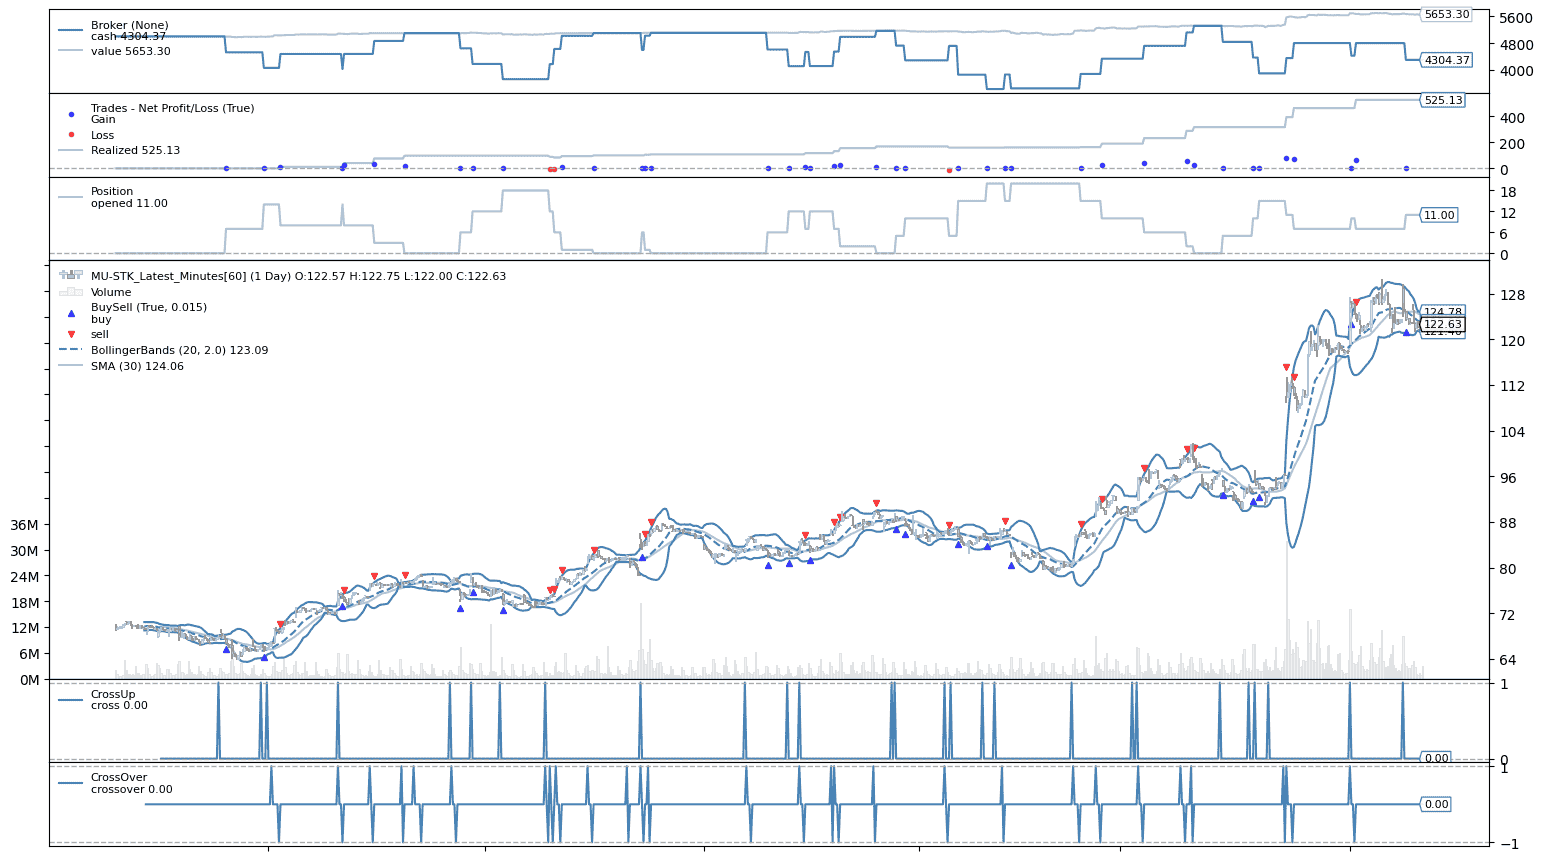 Broker (None)
cash 4304.37
value 5653.30
5653.30
5600
4800
4304.37
4000
Trades - Net Profit/Loss (True)
Gain
Loss
Realized 525.13
525.13
400
200
0
Position
opened 11.00
18
12
11.00
6
0
MU-STK_Latest_Minutes[60] (1 Day) O:122.57 H:122.75 L:122.00 C:122.63
Volume
BuySell (True, 0.015)
buy
sell
BollingerBands (20, 2.0) 123.09
SMA (30) 124.06
128
124.78
122.63
121.40
120
112
104
96
88
80
72
64
36M
30M
24M
18M
12M
6M
0M
CrossUp
cross 0.00
1
0.00
0
CrossOver
crossover 0.00
1
0.00
−1